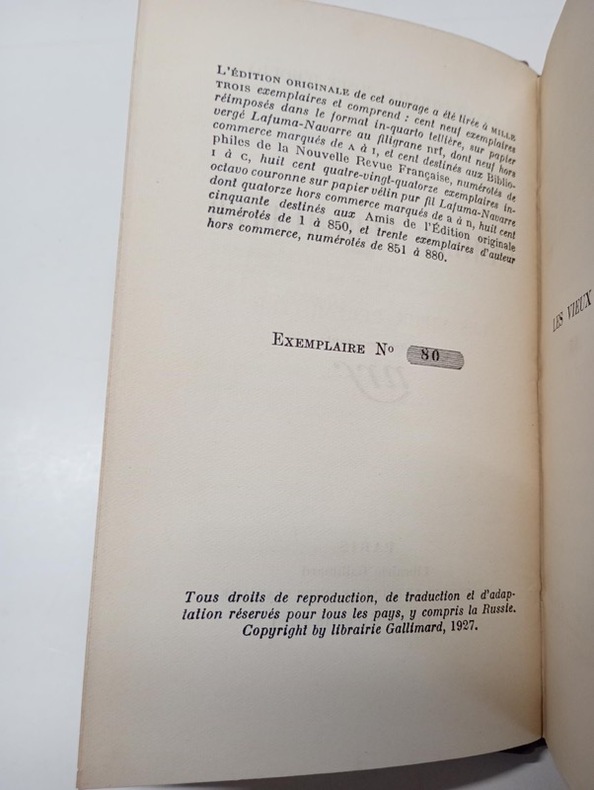 L'ÉDITION ORIGINALE de cet ouvrage a été tirée à MILLE
TROIS exemplaires et comprend : cent neuf exemplaires
réimposés dans le format in-quarto tellière, sur papier
vergé Lafuma-Navarre au filigrane nrf, dont neuf hors
commerce marqués de A à I, et cent destinés aux Biblio-
philes de la Nouvelle Revue Française, numérotés de
I à C, huit cent quatre-vingt-quatorze exemplaires in-
octavo couronne sur papier vélin pur fil Lafuma-Navarre
dont quatorze hors commerce marqués de a à n, huit cent
cinquante destinés aux Amis de l'Édition originale
numérotés de 1 à 850, et trente exemplaires d'auteur
hors commerce, numérotés de 851 à 880.
EXEMPLAIRE No 80
nrf
PARIS
Tous droits de reproduction, de traduction et d'adap-
tation réservés pour tous les pays, y compris la Russie.
Copyright by librairie Gallimard, 1927.
LES VIEUX